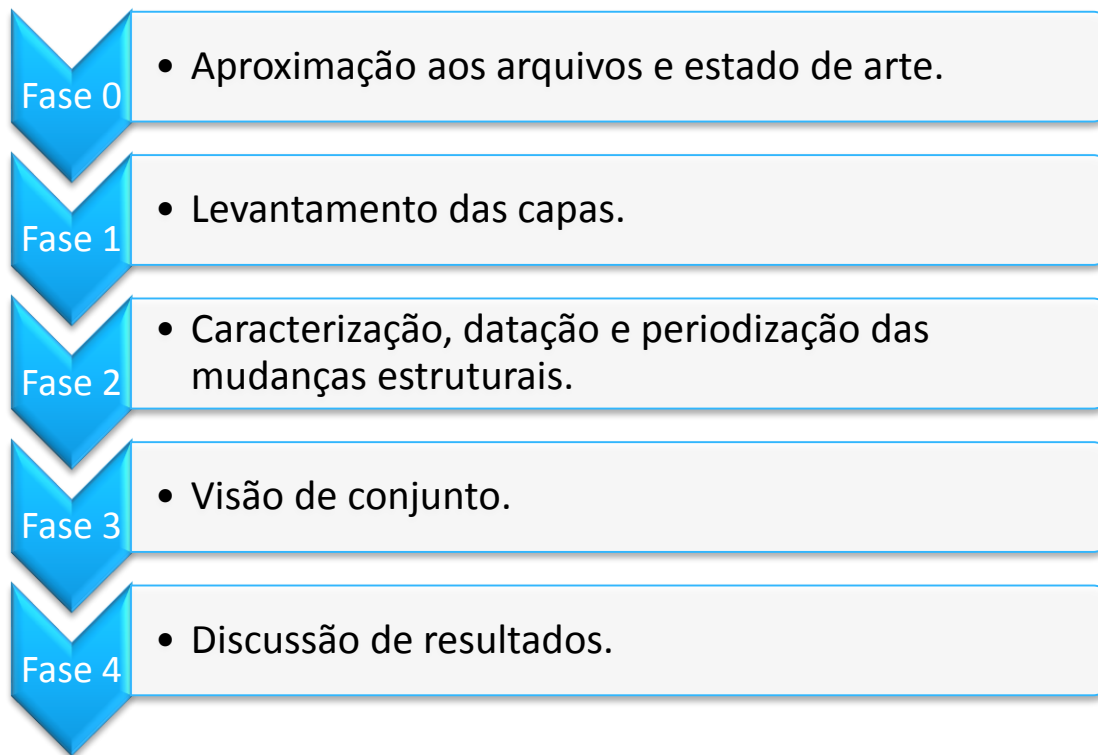 Fase 0
• Aproximação aos arquivos e estado de arte.
Fase 1
• Levantamento das capas.
Fase 2
• Caracterização, datação e periodização das
mudanças estruturais.
Fase 3
• Visão de conjunto.
Fase 4
• Discussão de resultados.